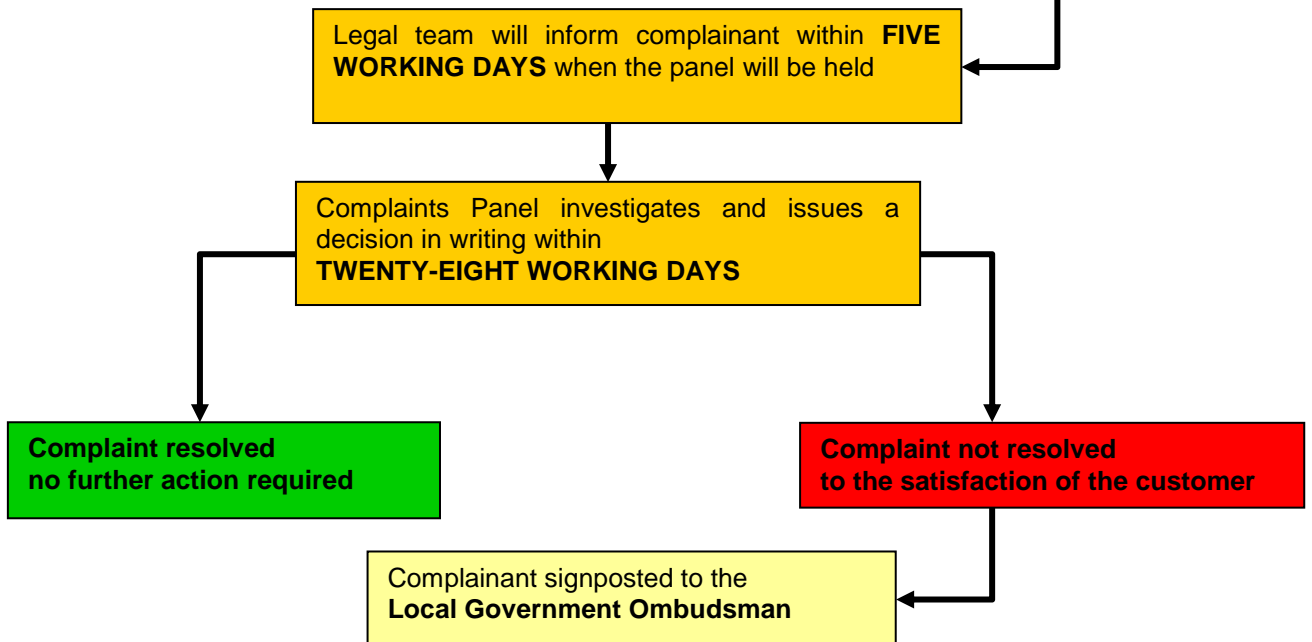 Legal team will inform complainant within FIVE
WORKING DAYS when the panel will be held
Complaints Panel investigates and issues a
decision in writing within
TWENTY-EIGHT WORKING DAYS
Complaint resolved
no further action required
Complaint not resolved
to the satisfaction of the customer
Complainant signposted to the
Local Government Ombudsman